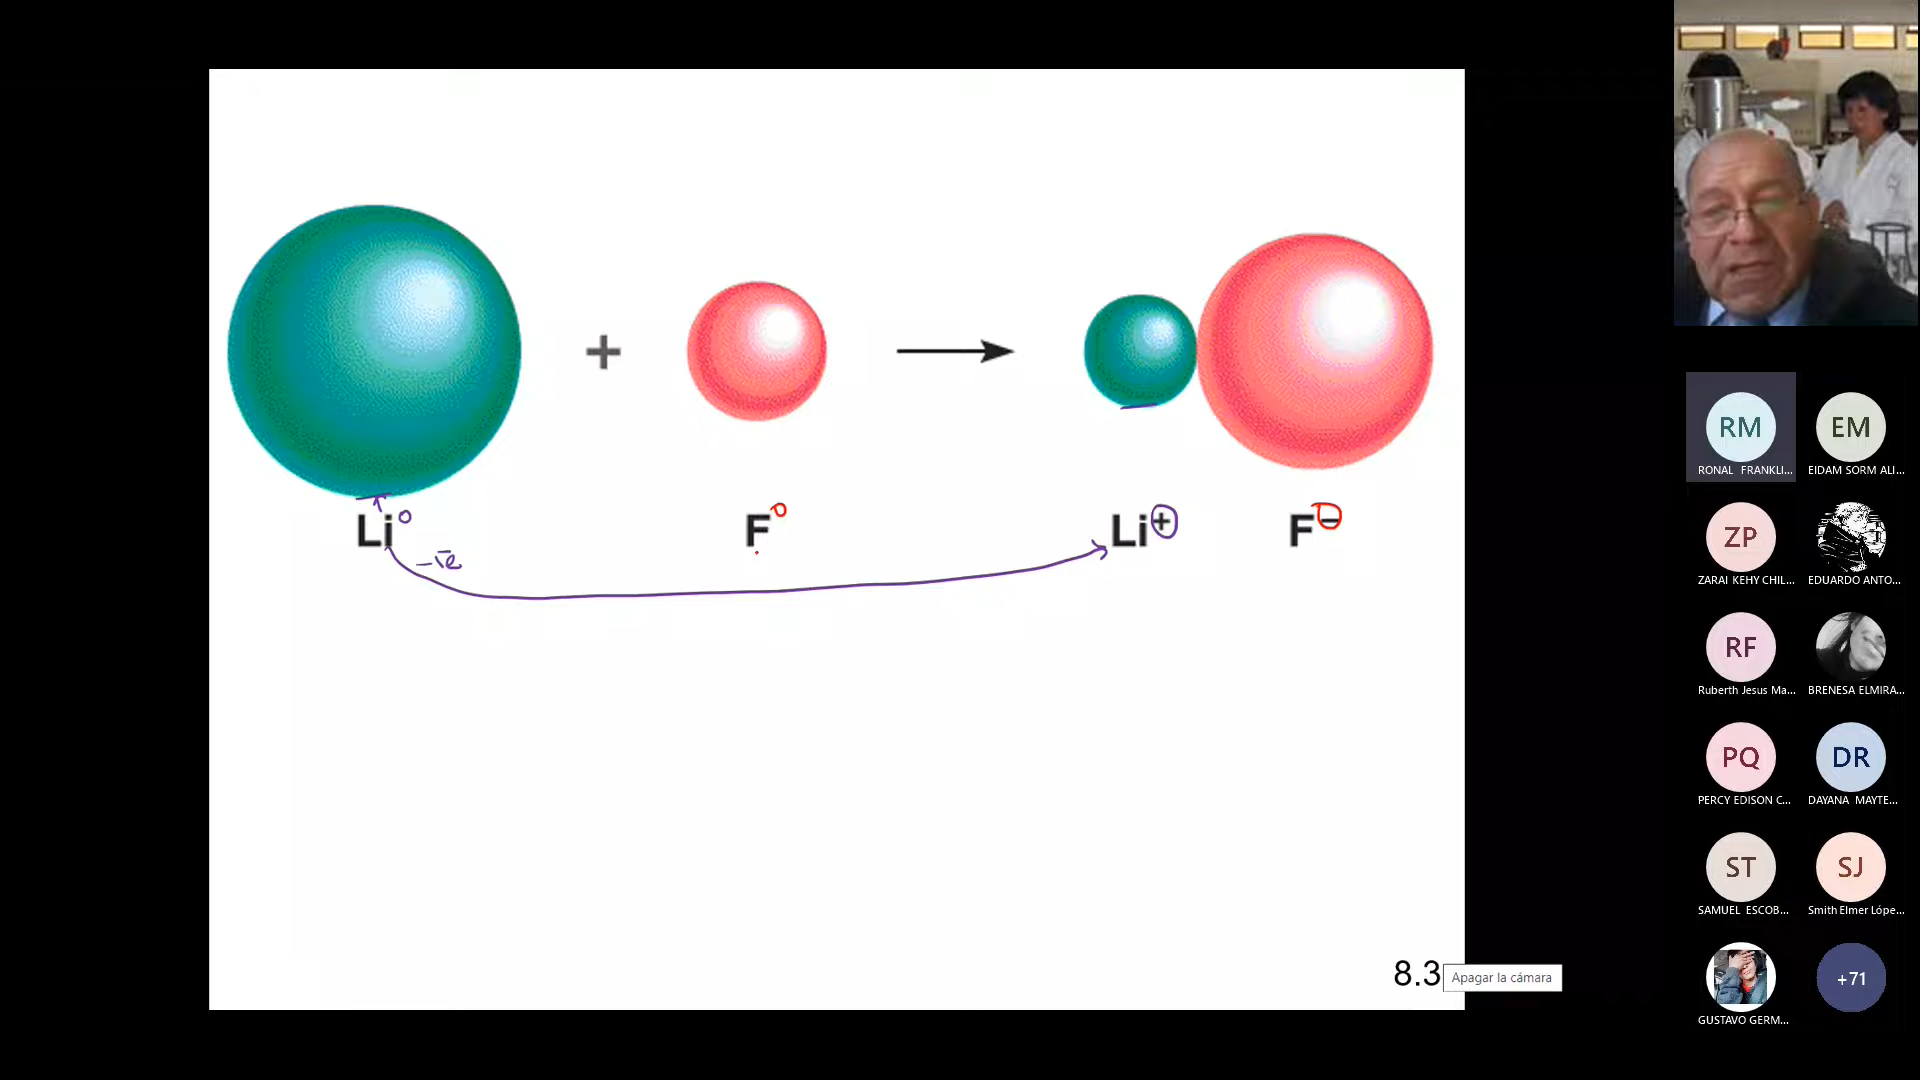 +
Li° F° Li⁺ F⁻
−1e
8.3
Apagar la cámara
RM EM
RONAL FRANKLI... EIDAM SORM ALI...
ZP
ZARAI KEHY CHIL... EDUARDO ANTO...
RF
Ruberth Jesus Ma... BRENESA ELMIRA...
PQ DR
PERCY EDISON C... DAYANA MAYTE...
ST SJ
SAMUEL ESCOB... Smith Elmer Lópe...
+71
GUSTAVO GERM...